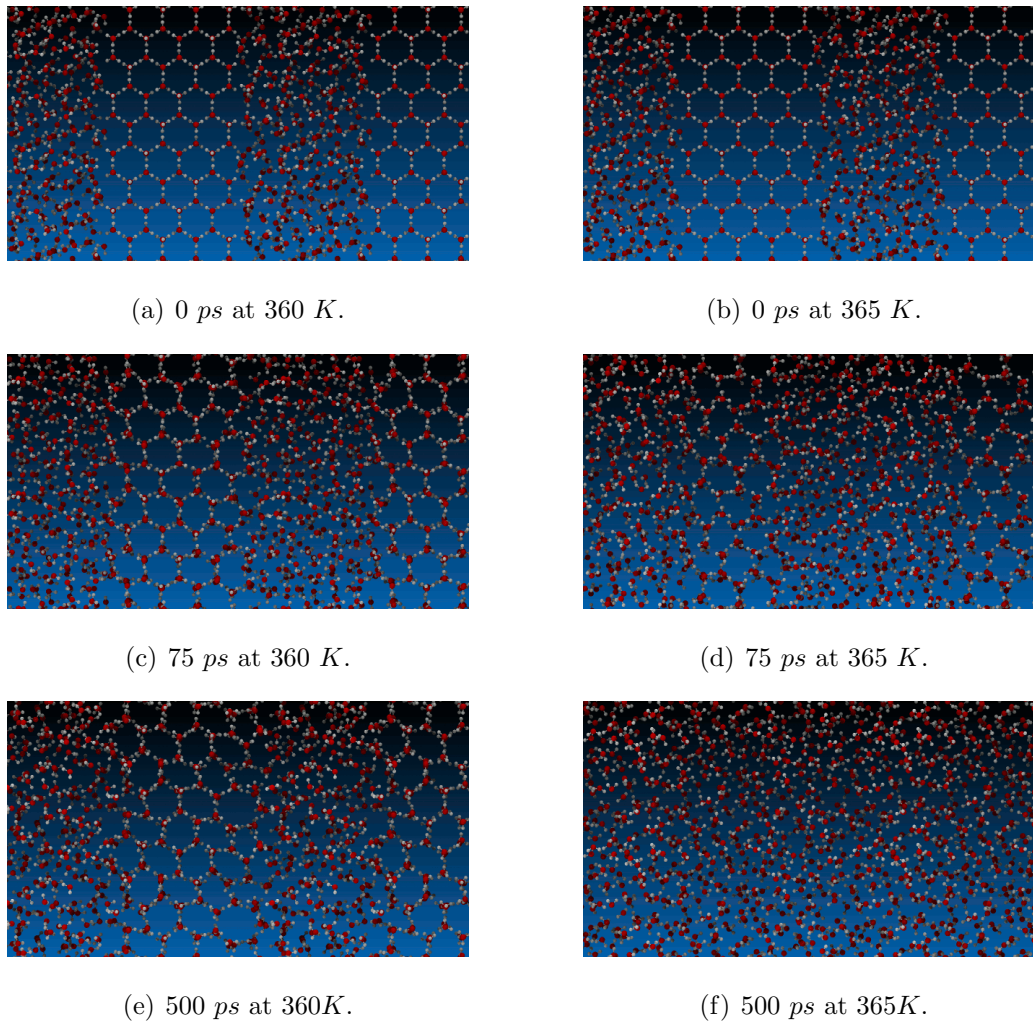 (a) 0 ps at 360 K.
(b) 0 ps at 365 K.
(c) 75 ps at 360 K.
(d) 75 ps at 365 K.
(e) 500 ps at 360K.
(f) 500 ps at 365K.